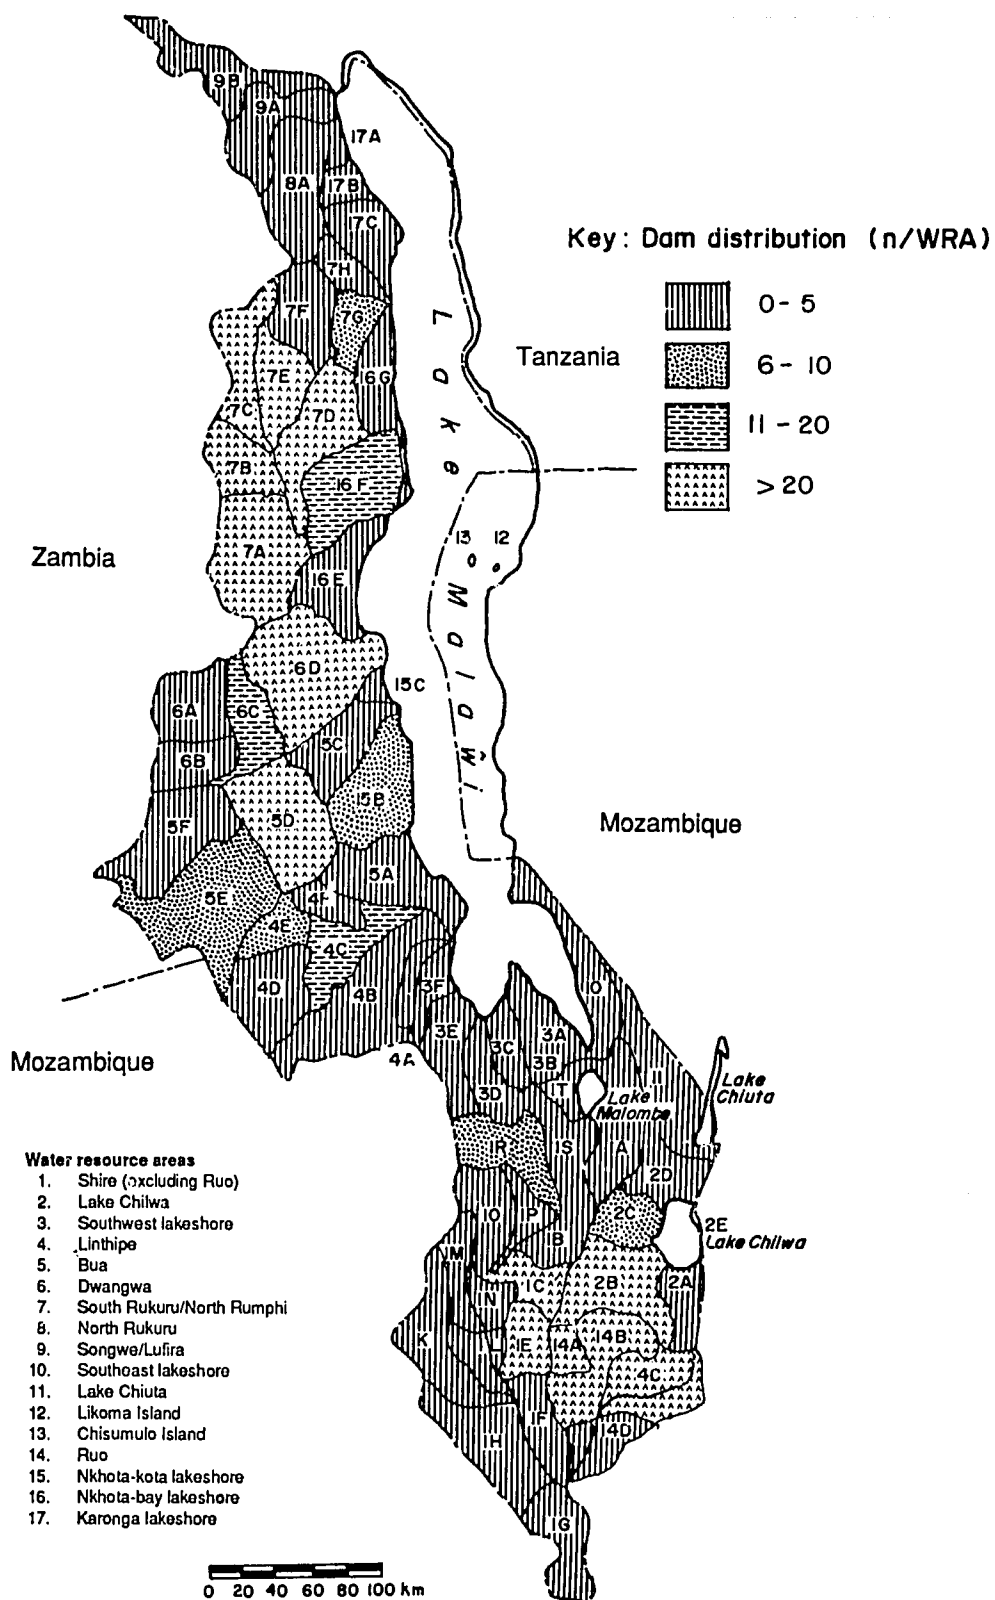 9B
9A
17A
8A
17B
17C
Key: Dam distribution (n/WRA)
7H
0-5
7F
7G
Lake
Tanzania
6-10
7E
16G
7C
7D
11-20
7B
16F
>20
13
12
Zambia
7A
16E
Malawi
6D
15C
6A
6C
5C
6B
15B
5D
5F
Mozambique
5A
5E
4F
4E
4C
4D
4B
3F
10
3E
3C
3A
3B
4A
Mozambique
1T
Lake
Malombe
11
Lake
Chiuta
3D
1R
1S
A
2D
Water resource areas
1. Shire (excluding Ruo)
2. Lake Chilwa
3. Southwest lakeshore
4. Linthipe
5. Bua
6. Dwangwa
7. South Rukuru/North Rumphi
8. North Rukuru
9. Songwe/Lufira
10. Southeast lakeshore
11. Lake Chiuta
12. Likoma Island
13. Chisumulo Island
14. Ruo
15. Nkhota-kota lakeshore
16. Nkhota-bay lakeshore
17. Karonga lakeshore
10
P
2C
2E
Lake Chilwa
1B
1M
1C
2B
2A
N
K
L
1E
14A
14B
4C
1F
14D
1H
1G
0 20 40 60 80 100 km